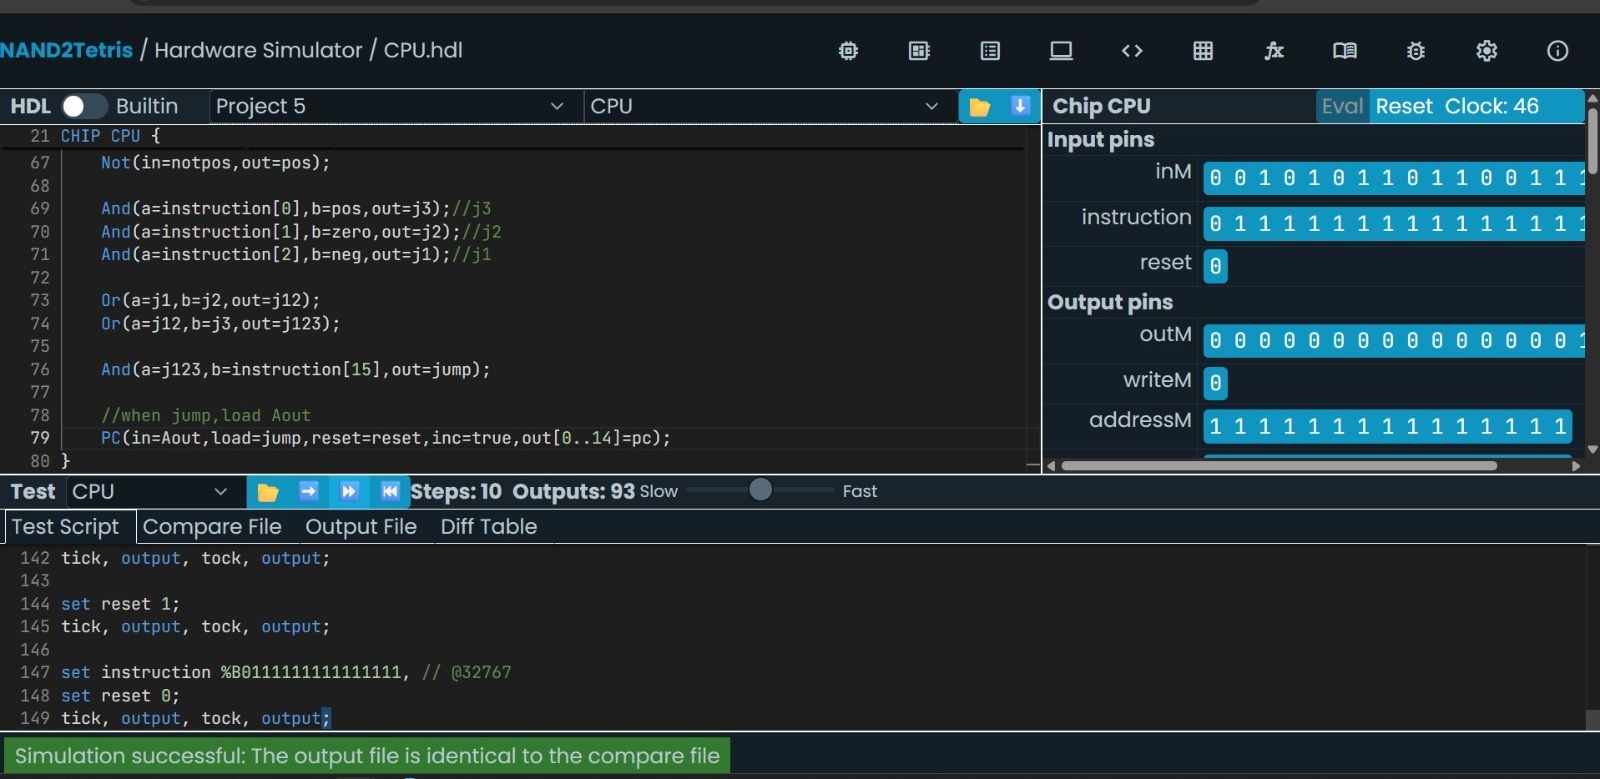 NAND2Tetris / Hardware Simulator / CPU.hdl
HDL Builtin Project 5 CPU
Chip CPU Eval Reset Clock: 46
21 CHIP CPU {
67 Not(in=notpos,out=pos);
68
69 And(a=instruction[0],b=pos,out=j3);//j3
70 And(a=instruction[1],b=zero,out=j2);//j2
71 And(a=instruction[2],b=neg,out=j1);//j1
72
73 Or(a=j1,b=j2,out=j12);
74 Or(a=j12,b=j3,out=j123);
75
76 And(a=j123,b=instruction[15],out=jump);
77
78 //when jump,load Aout
79 PC(in=Aout,load=jump,reset=reset,inc=true,out[0..14]=pc);
80 }
Input pins
inM 0 0 1 0 1 0 1 1 0 1 1 0 0 1 1 1
instruction 0 1 1 1 1 1 1 1 1 1 1 1 1 1 1 1
reset 0
Output pins
outM 0 0 0 0 0 0 0 0 0 0 0 0 0 0 0 1
writeM 0
addressM 1 1 1 1 1 1 1 1 1 1 1 1 1 1 1
Test CPU Steps: 10 Outputs: 93 Slow Fast
Test Script Compare File Output File Diff Table
142 tick, output, tock, output;
143
144 set reset 1;
145 tick, output, tock, output;
146
147 set instruction %B0111111111111111, // @32767
148 set reset 0;
149 tick, output, tock, output;
Simulation successful: The output file is identical to the compare file